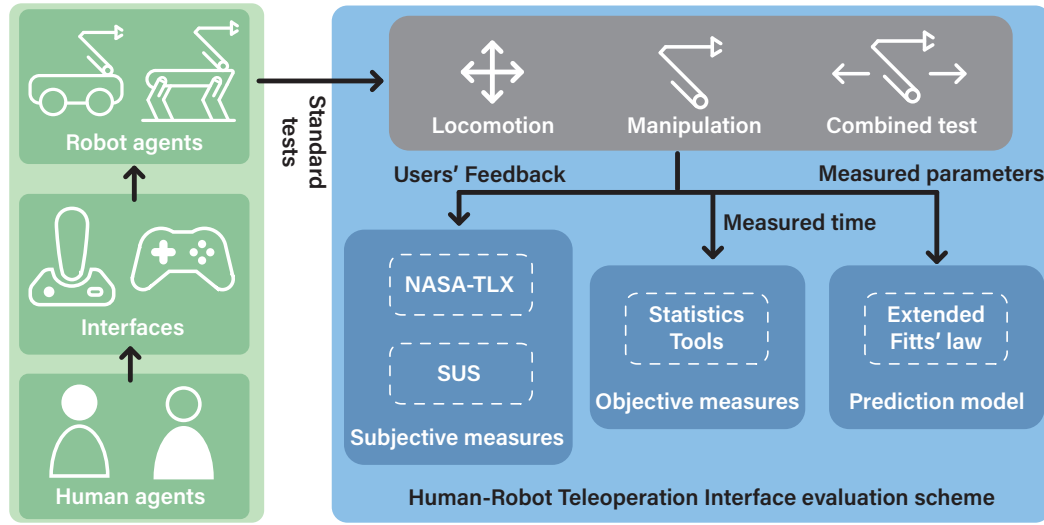 Robot agents
Interfaces
Human agents
Standard
tests
Locomotion
Manipulation
Combined test
Users' Feedback
Measured time
Measured parameters
NASA-TLX
SUS
Subjective measures
Statistics
Tools
Objective measures
Extended
Fitts' law
Prediction model
Human-Robot Teleoperation Interface evaluation scheme